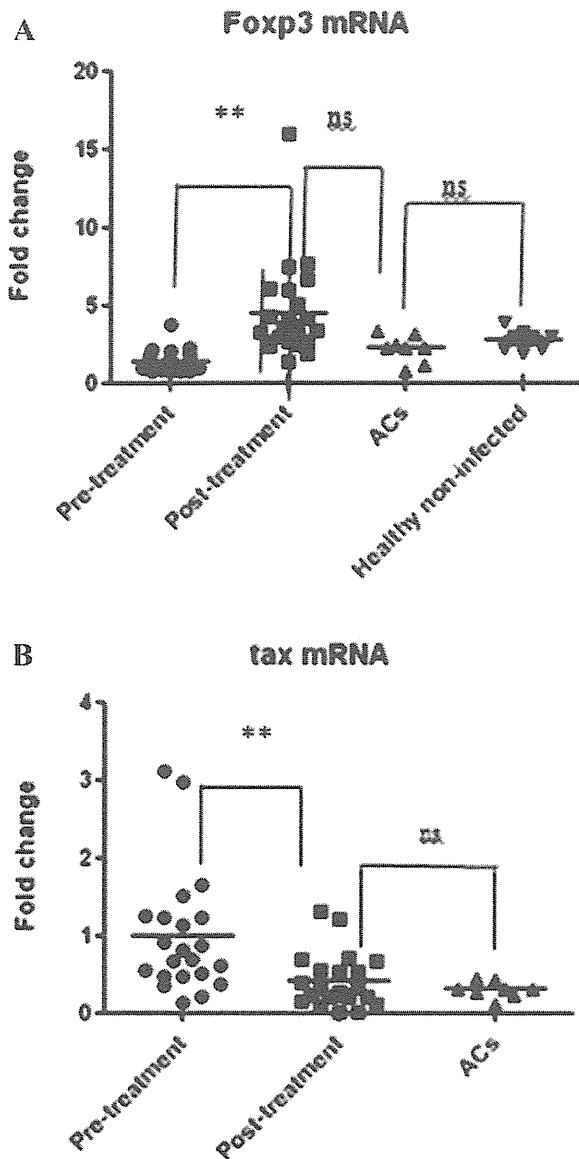 A
Foxp3 mRNA
Fold change
20
15
10
5
0
**
ns
ns
Pre-treatment
Post-treatment
ACs
Healthy non-infected
B
tax mRNA
Fold change
4
3
2
1
0
**
ns
Pre-treatment
Post-treatment
ACs